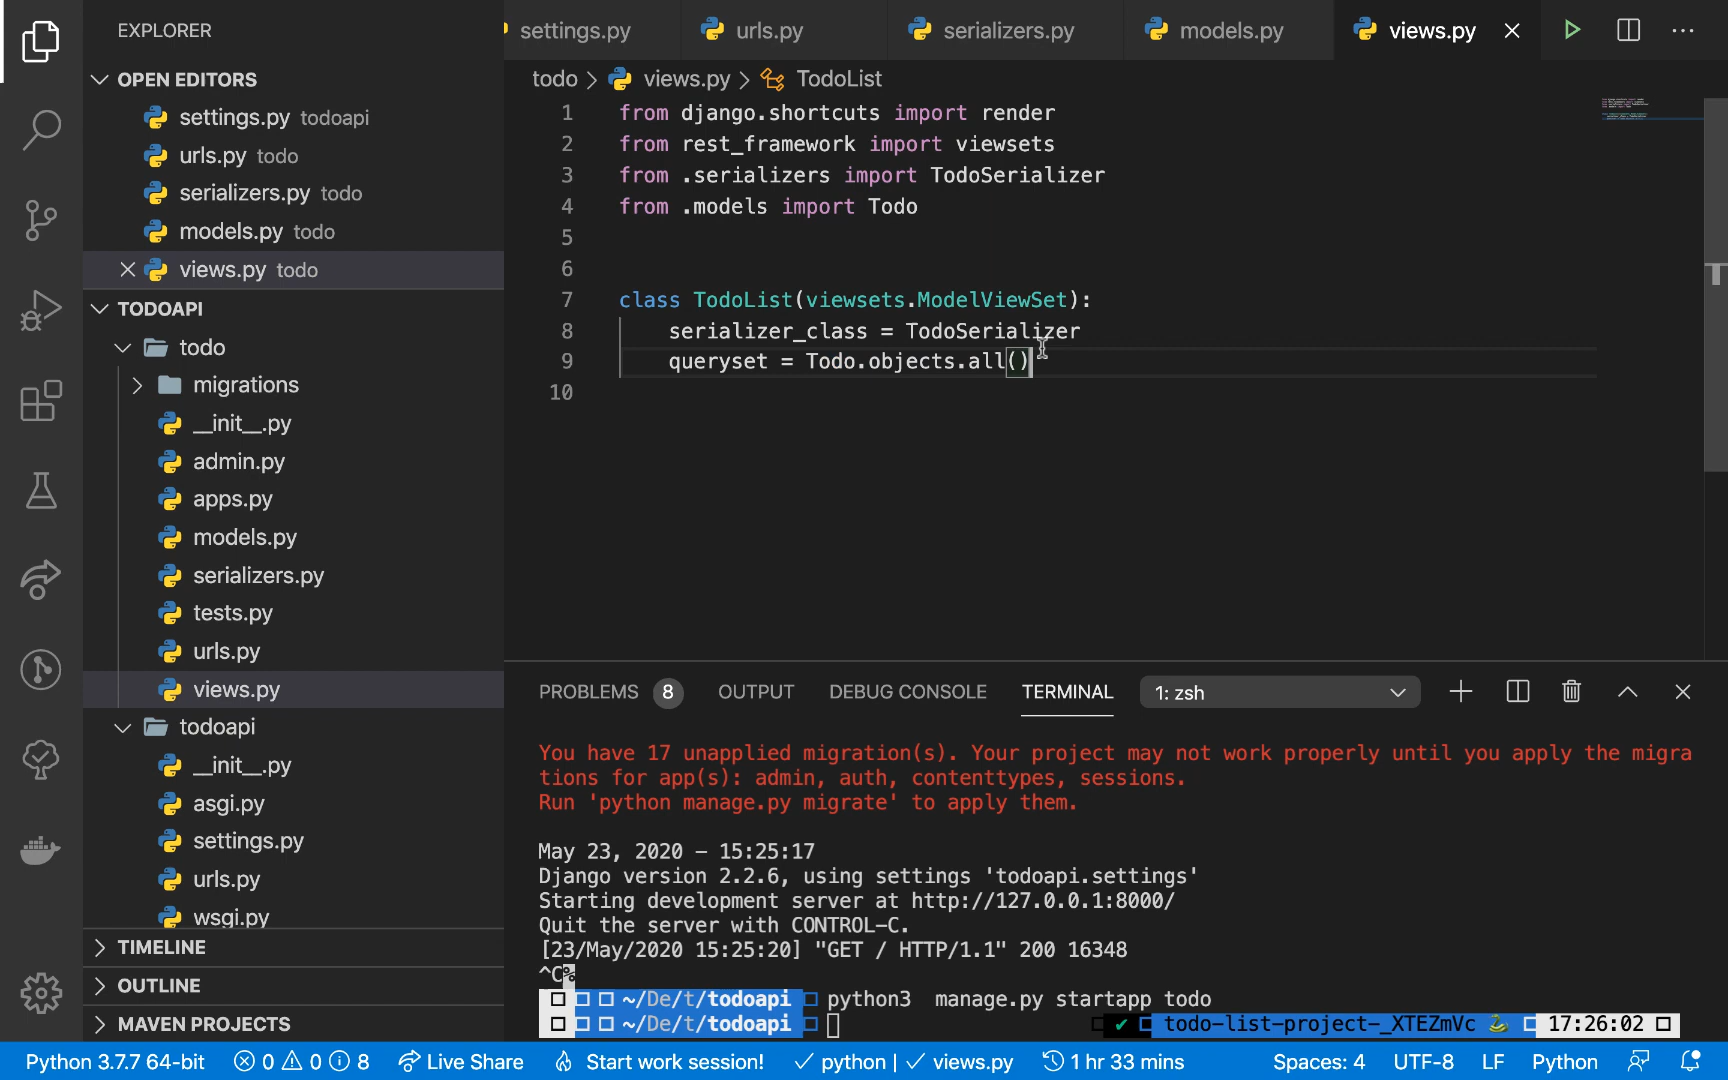 EXPLORER
OPEN EDITORS
settings.py todoapi
urls.py todo
serializers.py todo
models.py todo
views.py todo
TODOAPI
todo
migrations
__init__.py
admin.py
apps.py
models.py
serializers.py
tests.py
urls.py
views.py
todoapi
__init__.py
asgi.py
settings.py
urls.py
wsgi.py
TIMELINE
OUTLINE
MAVEN PROJECTS
settings.py urls.py serializers.py models.py views.py
todo > views.py > TodoList
1 from django.shortcuts import render
2 from rest_framework import viewsets
3 from .serializers import TodoSerializer
4 from .models import Todo
5
6
7 class TodoList(viewsets.ModelViewSet):
8 serializer_class = TodoSerializer
9 queryset = Todo.objects.all()
10
PROBLEMS 8 OUTPUT DEBUG CONSOLE TERMINAL 1: zsh
You have 17 unapplied migration(s). Your project may not work properly until you apply the migra
tions for app(s): admin, auth, contenttypes, sessions.
Run 'python manage.py migrate' to apply them.
May 23, 2020 - 15:25:17
Django version 2.2.6, using settings 'todoapi.settings'
Starting development server at http://127.0.0.1:8000/
Quit the server with CONTROL-C.
[23/May/2020 15:25:20] "GET / HTTP/1.1" 200 16348
^C%
~/De/t/todoapi python3 manage.py startapp todo
~/De/t/todoapi ✔ todo-list-project-_XTEZmVc 🐍 17:26:02
Python 3.7.7 64-bit 0 0 8 Live Share Start work session! ✓ python | ✓ views.py 1 hr 33 mins Spaces: 4 UTF-8 LF Python